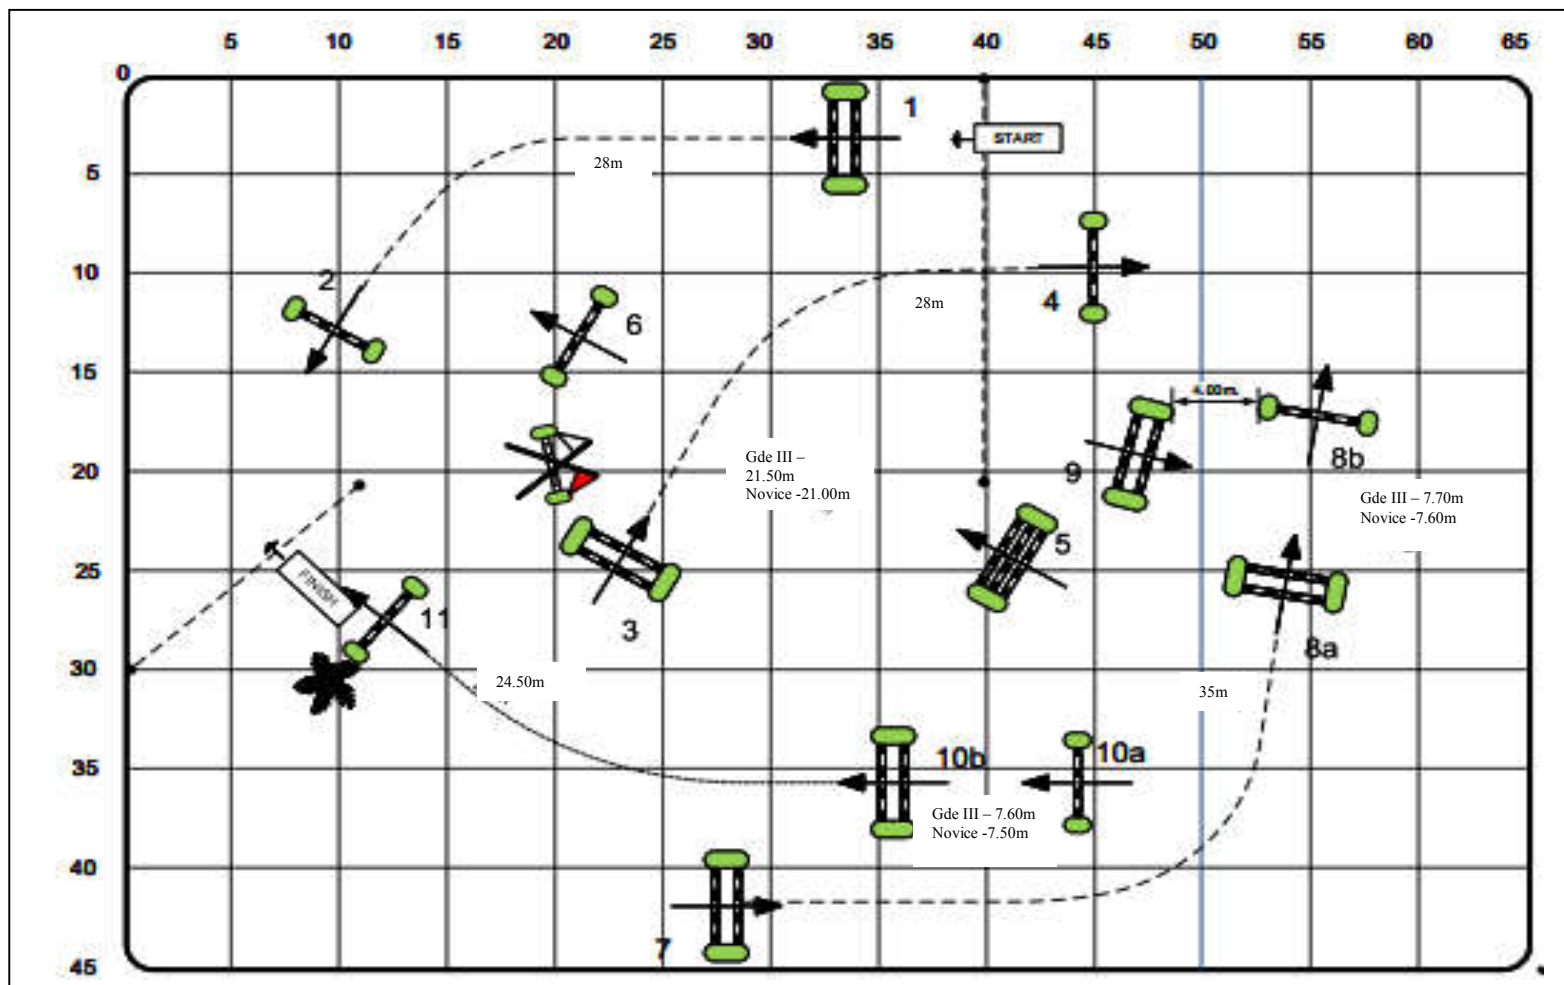 5 10 15 20 25 30 35 40 45 50 55 60 65
0
1
START
28m
5
2
10
6
4
28m
15
4.00m.
9
8b
20
Gde III –
21.50m
Novice -21.00m
Gde III – 7.70m
Novice -7.60m
5
25
FINISH
11
3
8a
30
24.50m
35m
10b
10a
35
Gde III – 7.60m
Novice -7.50m
40
7
45